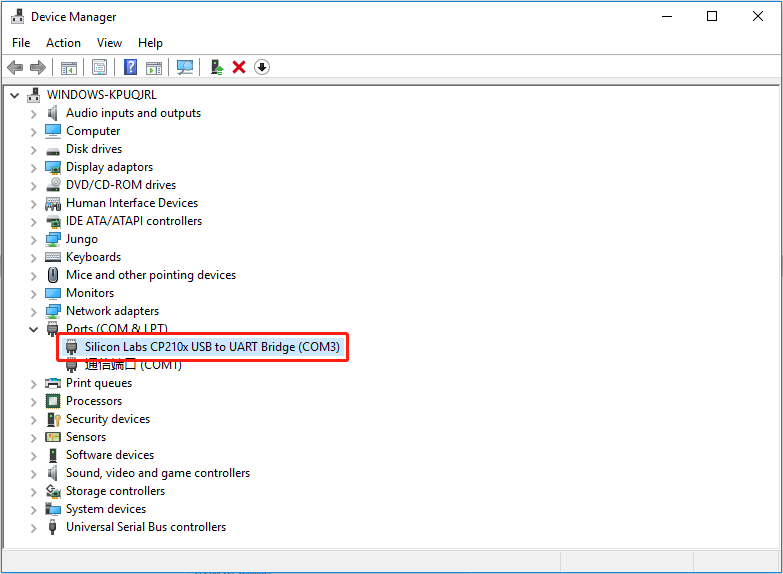 Device Manager
File Action View Help
WINDOWS-KPUQJRL
Audio inputs and outputs
Computer
Disk drives
Display adaptors
DVD/CD-ROM drives
Human Interface Devices
IDE ATA/ATAPI controllers
Jungo
Keyboards
Mice and other pointing devices
Monitors
Network adapters
Ports (COM & LPT)
Silicon Labs CP210x USB to UART Bridge (COM3)
通信端口 (COM1)
Print queues
Processors
Security devices
Sensors
Software devices
Sound, video and game controllers
Storage controllers
System devices
Universal Serial Bus controllers